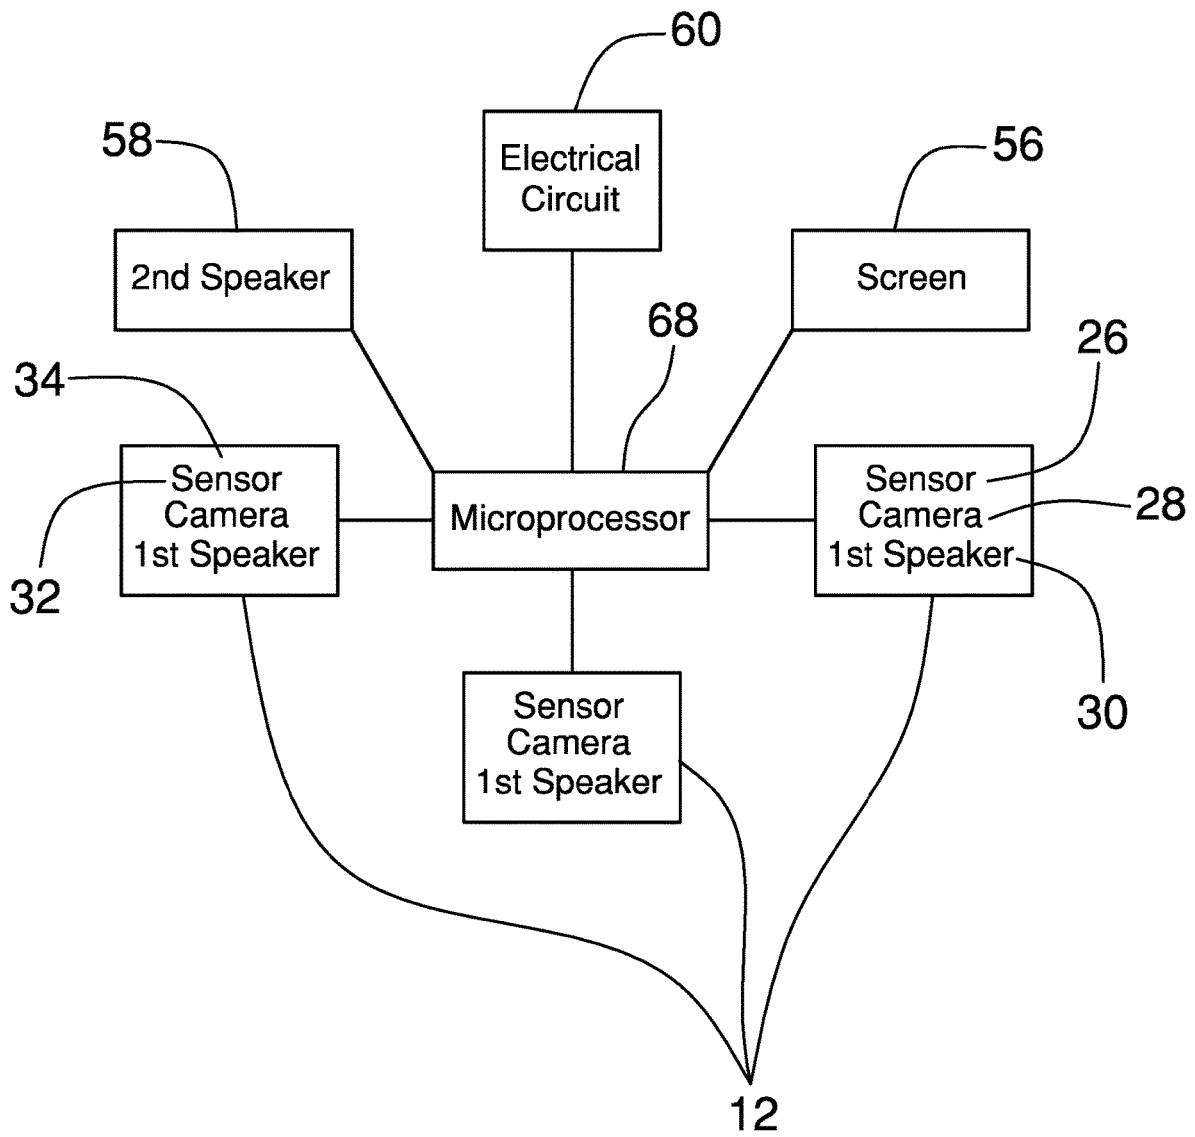 60
Electrical
Circuit
58
56
2nd Speaker
Screen
68
26
34
Sensor
Camera
1st Speaker
32
Microprocessor
Sensor
Camera
1st Speaker
28
30
Sensor
Camera
1st Speaker
12